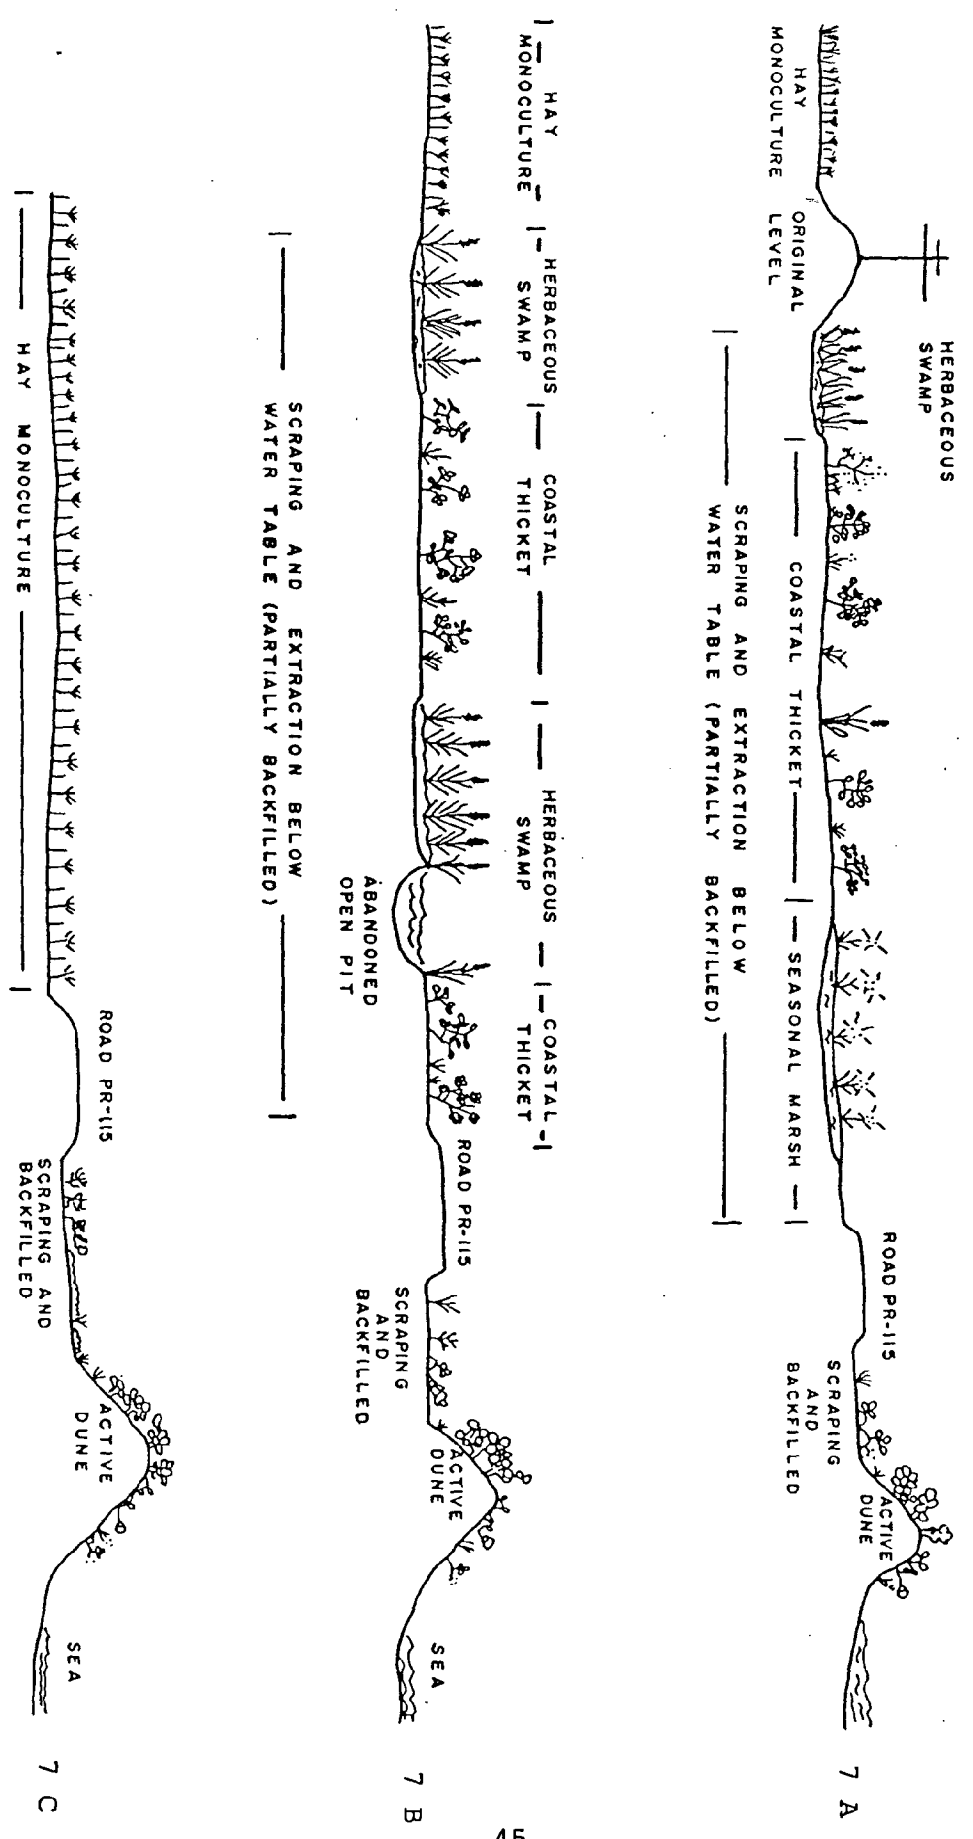 HERBACEOUS
SWAMP
HAY
MONOCULTURE
ORIGINAL
LEVEL
COASTAL THICKET
SEASONAL MARSH
SCRAPING AND EXTRACTION BELOW
WATER TABLE (PARTIALLY BACKFILLED)
ROAD PR-115
SCRAPING
AND
BACKFILLED
ACTIVE
DUNE
7 A
HAY
MONOCULTURE
HERBACEOUS
SWAMP
COASTAL
THICKET
HERBACEOUS
SWAMP
COASTAL
THICKET
ABANDONED
OPEN PIT
SCRAPING AND EXTRACTION BELOW
WATER TABLE (PARTIALLY BACKFILLED)
ROAD PR-115
SCRAPING
AND
BACKFILLED
ACTIVE
DUNE
SEA
7 B
HAY MONOCULTURE
ROAD PR-115
SCRAPING AND
BACKFILLED
ACTIVE
DUNE
SEA
7 C
45